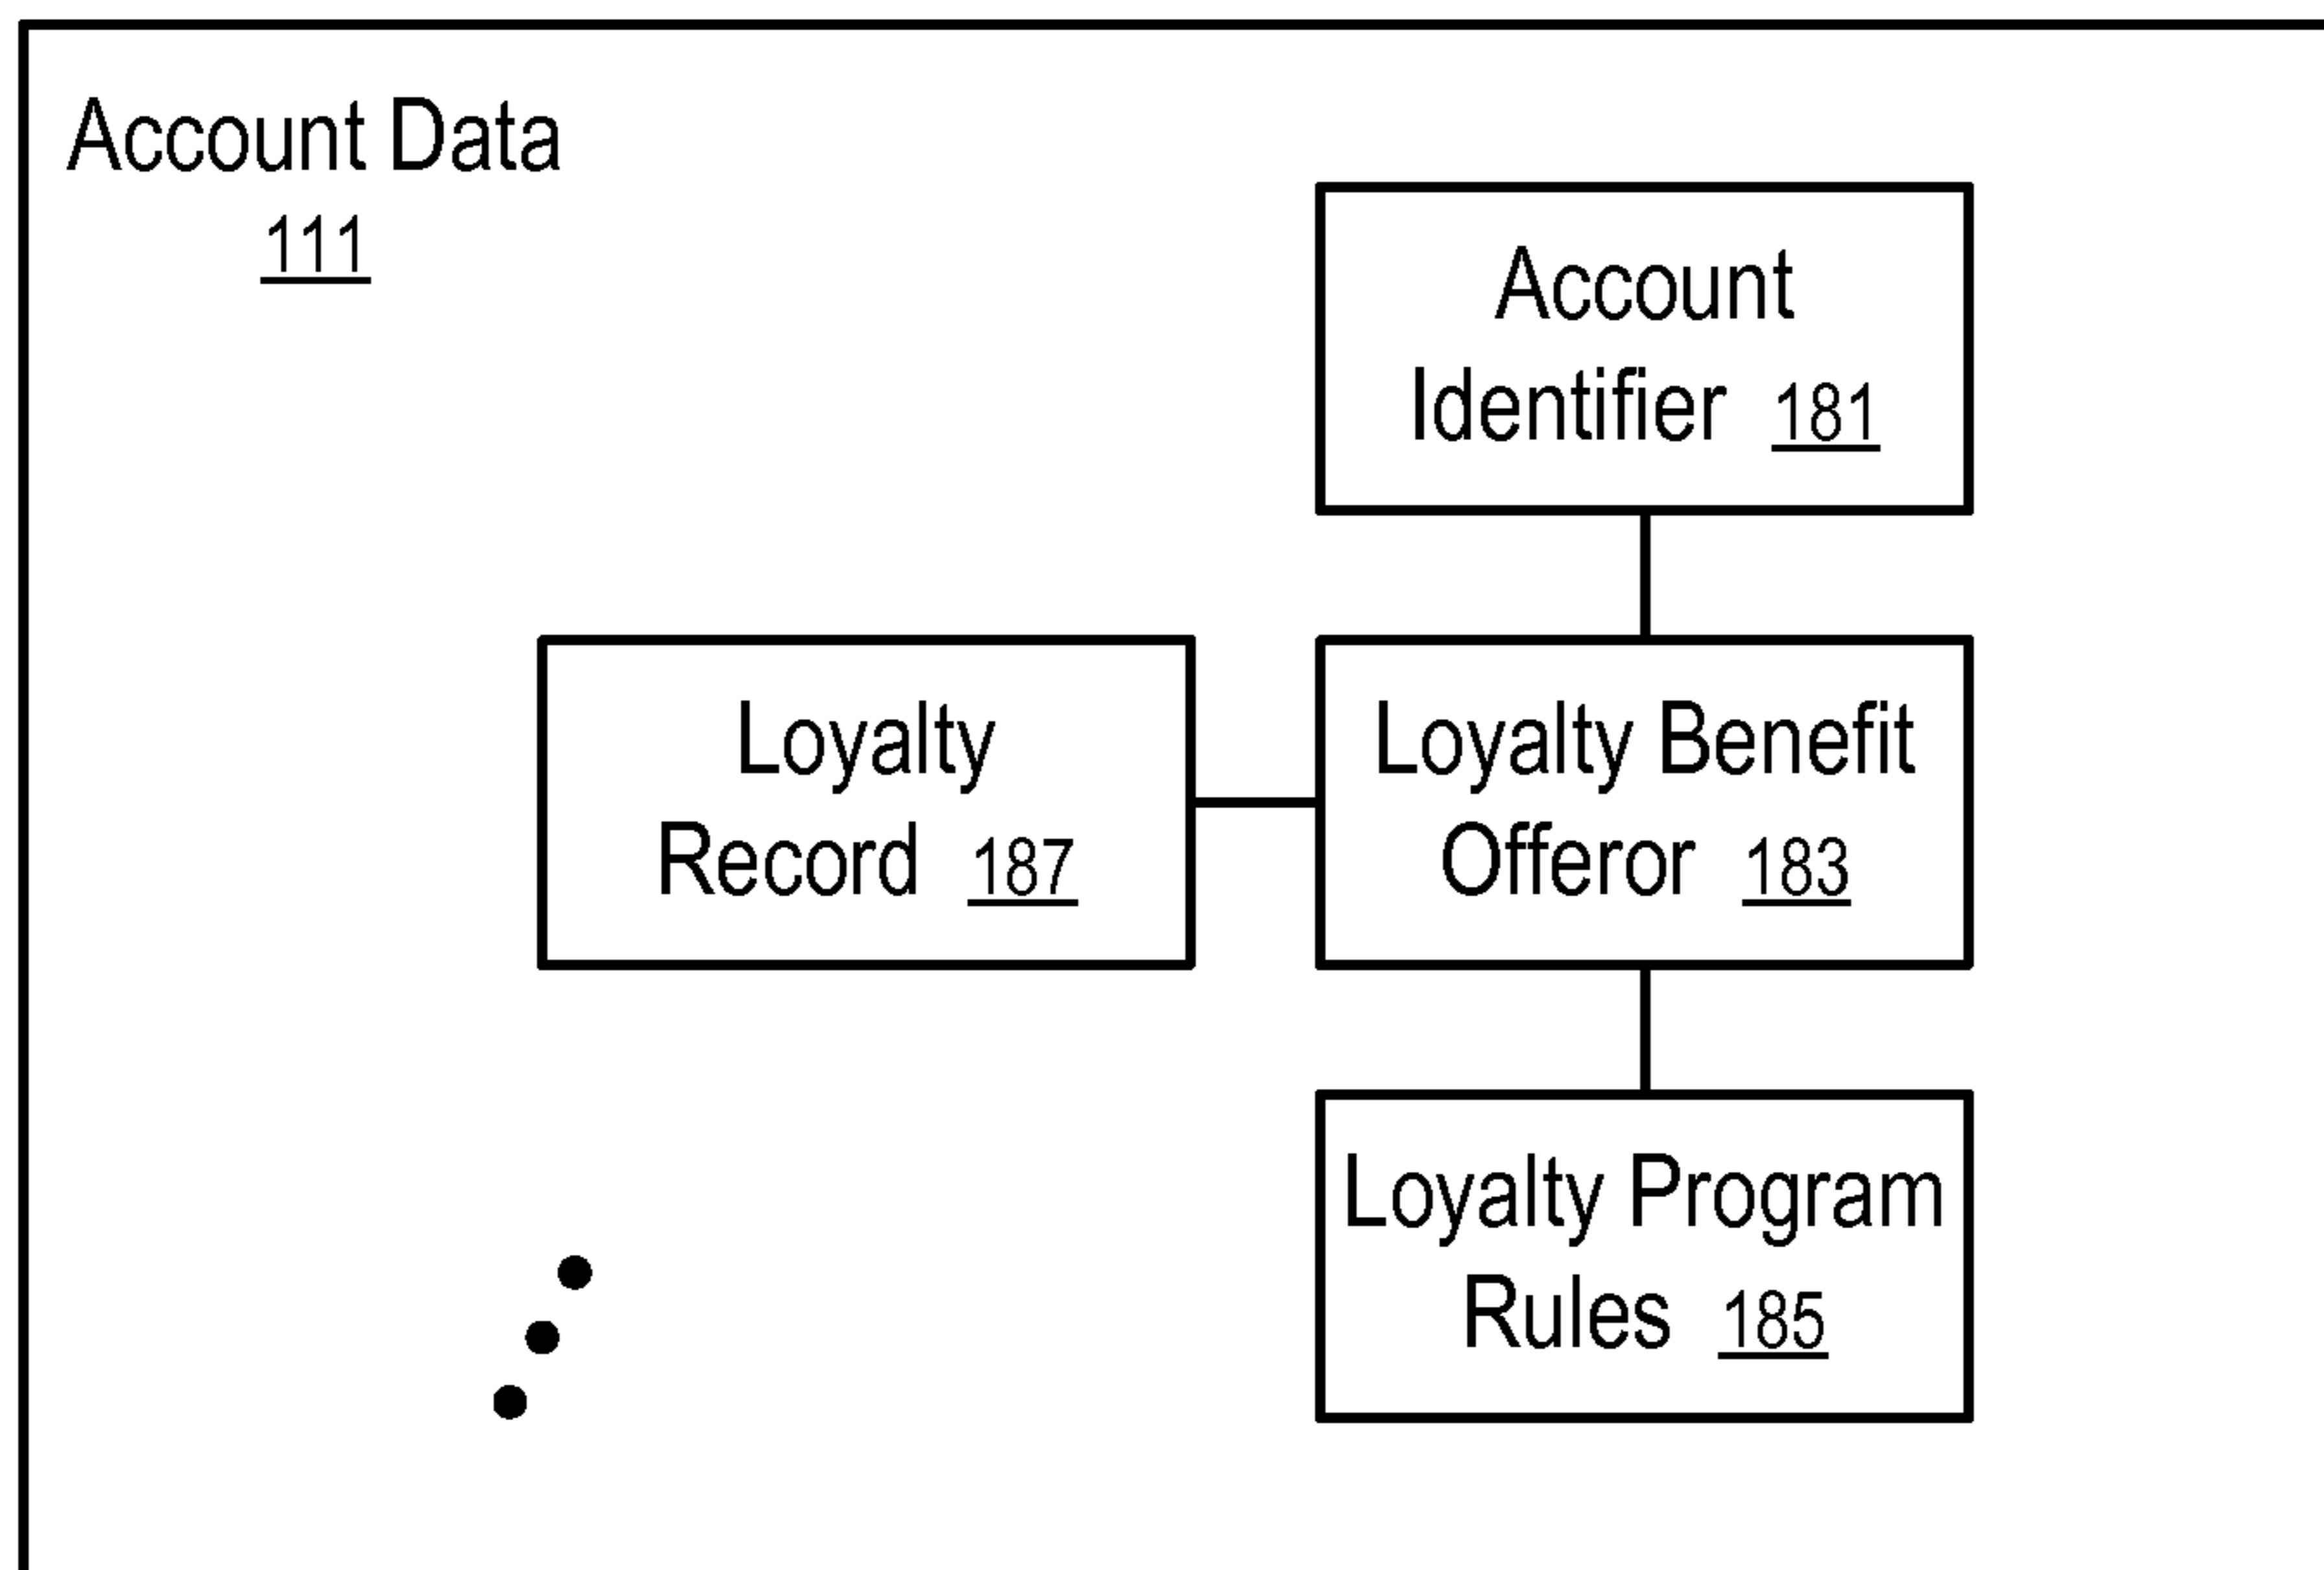 Account Data
111
Account
Identifier 181
Loyalty
Record 187
Loyalty Benefit
Offeror 183
Loyalty Program
Rules 185